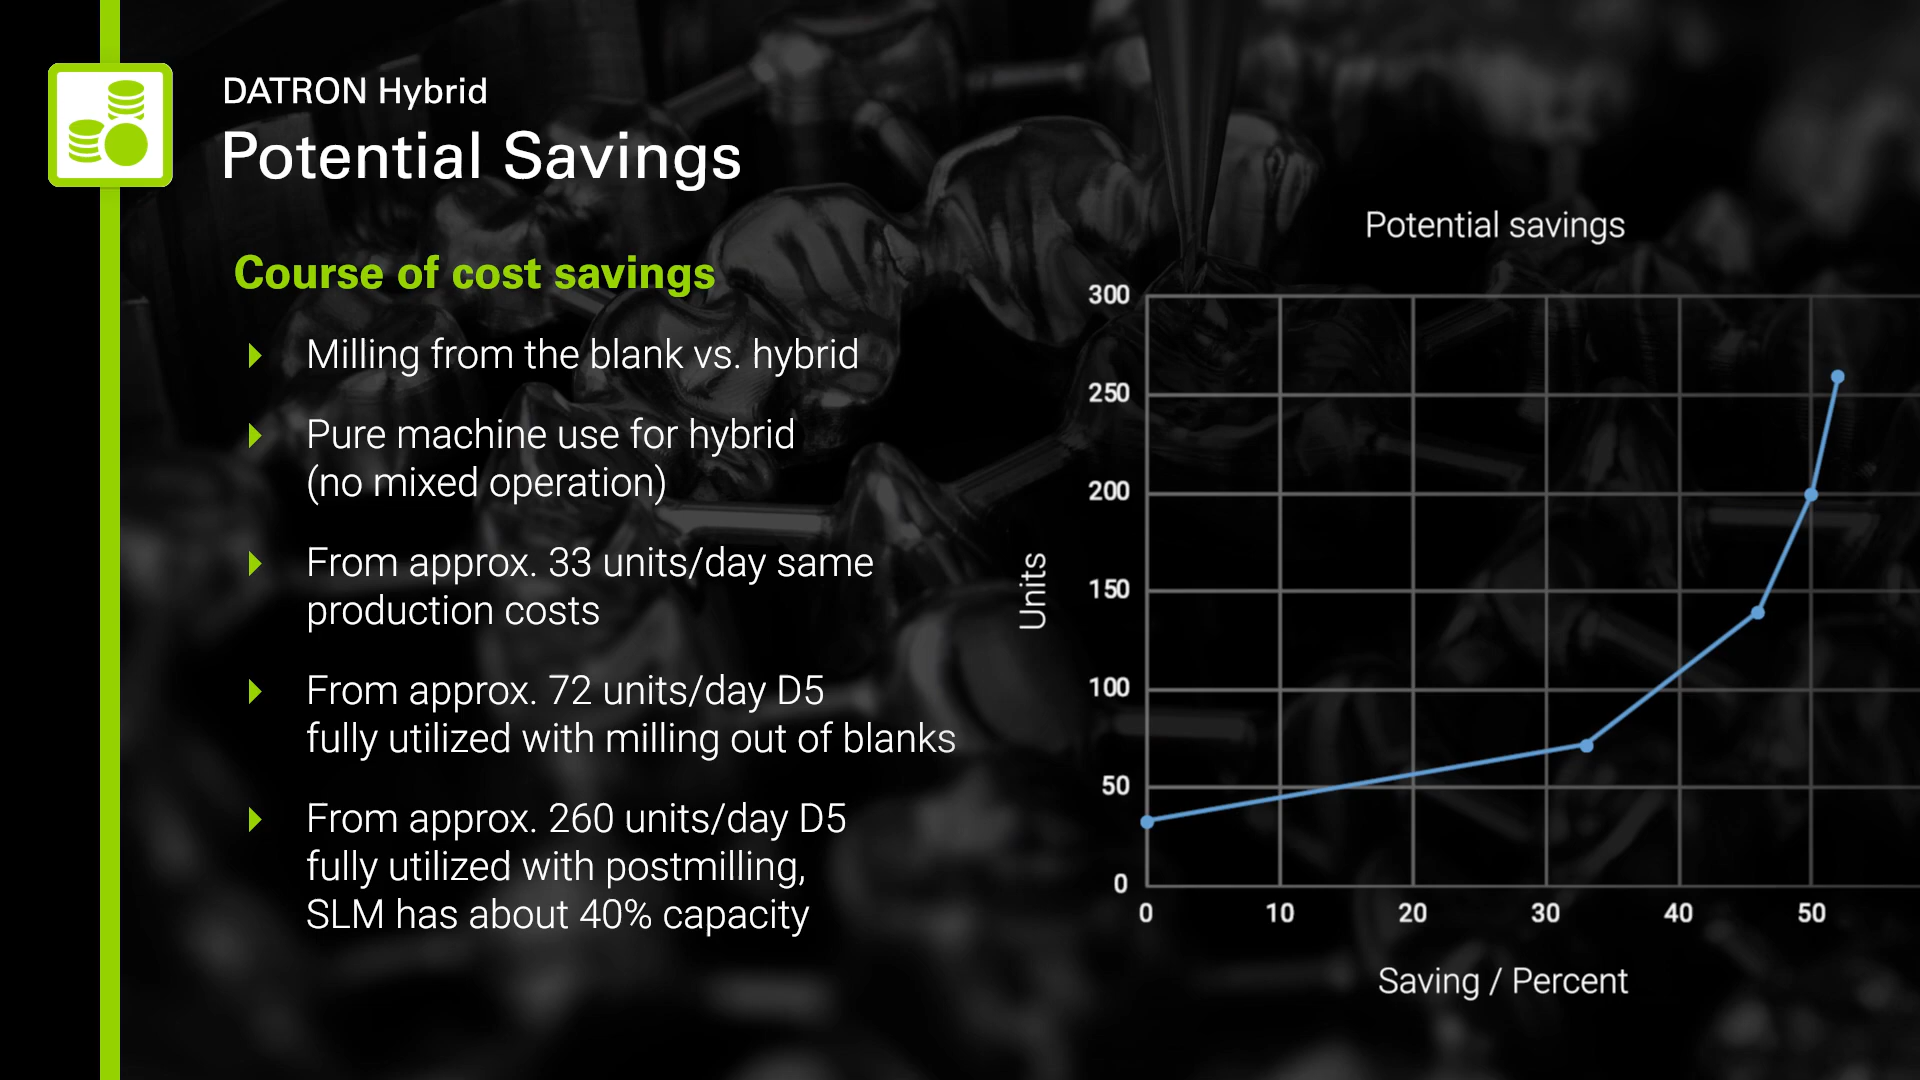 DATRON Hybrid
Potential Savings
Course of cost savings
Milling from the blank vs. hybrid
Pure machine use for hybrid
(no mixed operation)
From approx. 33 units/day same
production costs
From approx. 72 units/day D5
fully utilized with milling out of blanks
From approx. 260 units/day D5
fully utilized with postmilling,
SLM has about 40% capacity
Potential savings
300
250
200
150
100
50
0
Units
0 10 20 30 40 50
Saving / Percent